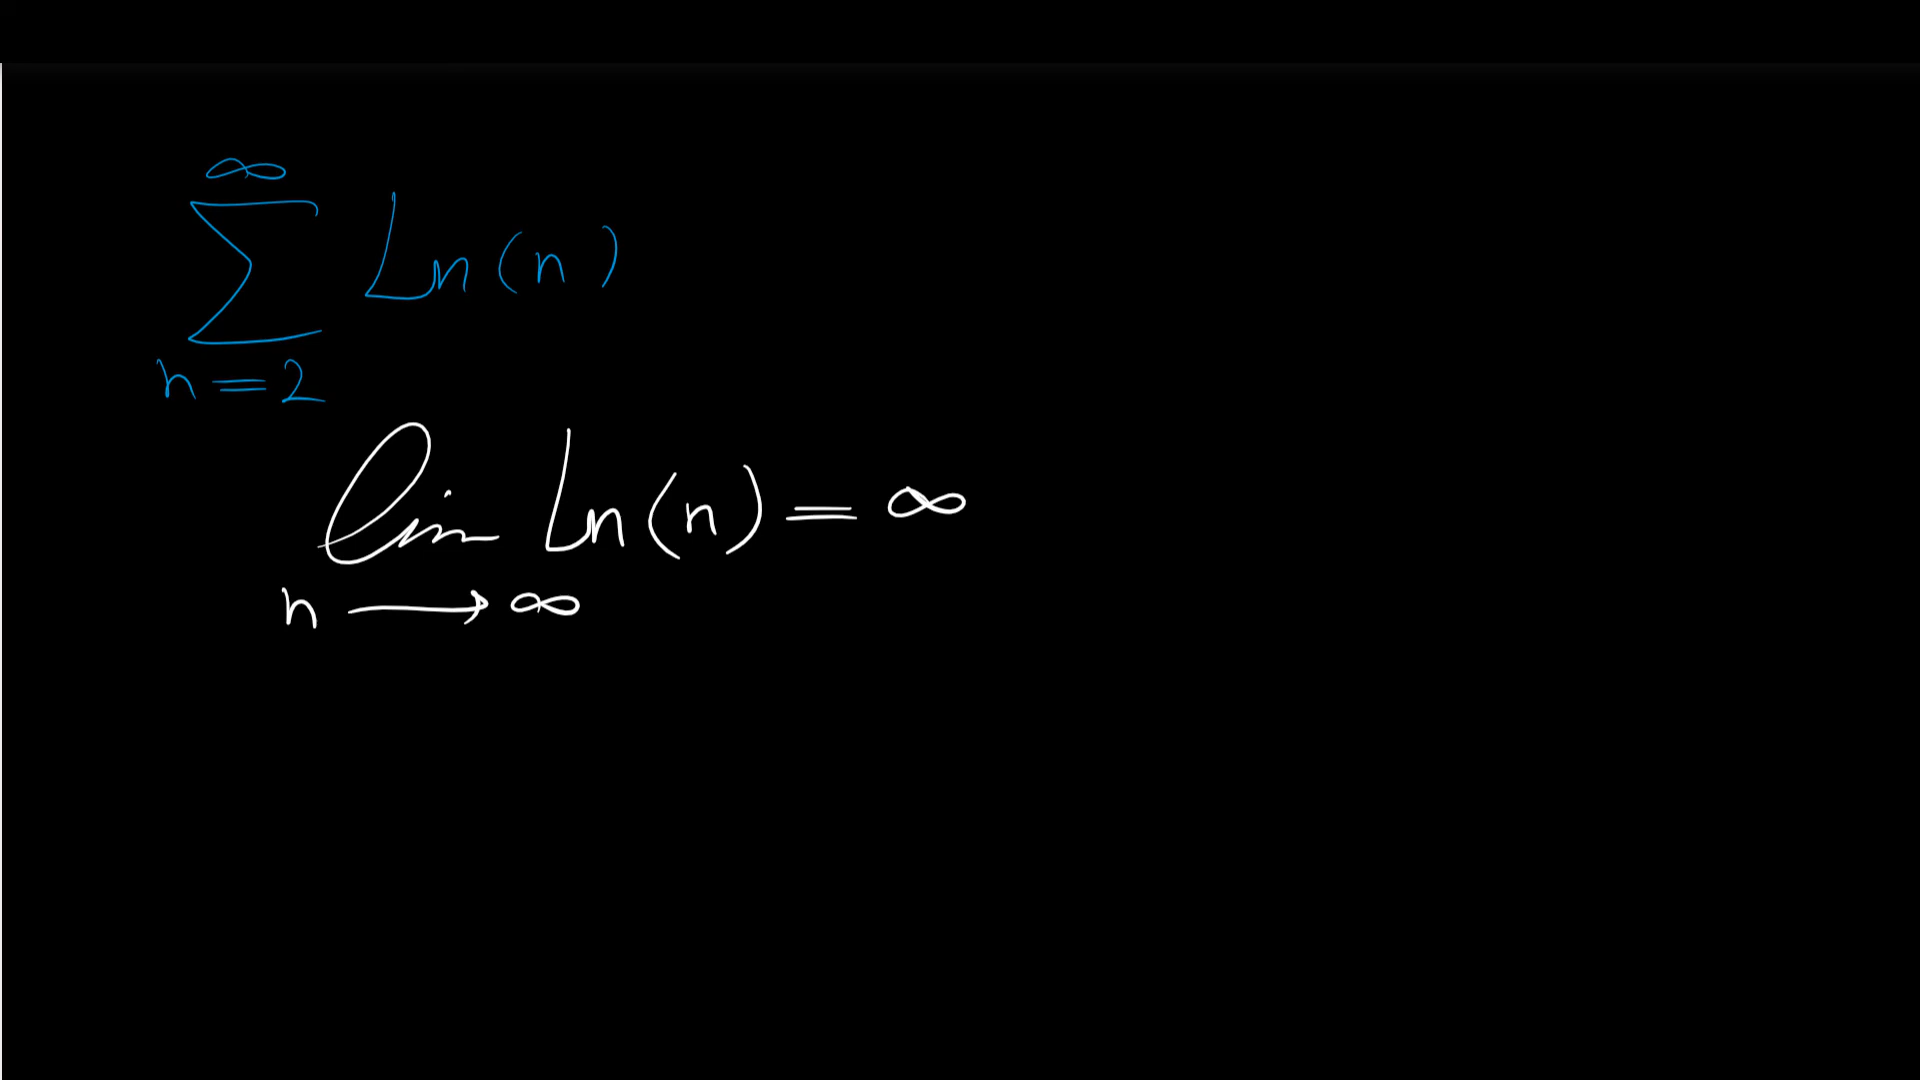 ∞
∑ Ln(n)
n=2
lim Ln(n) = ∞
n → ∞